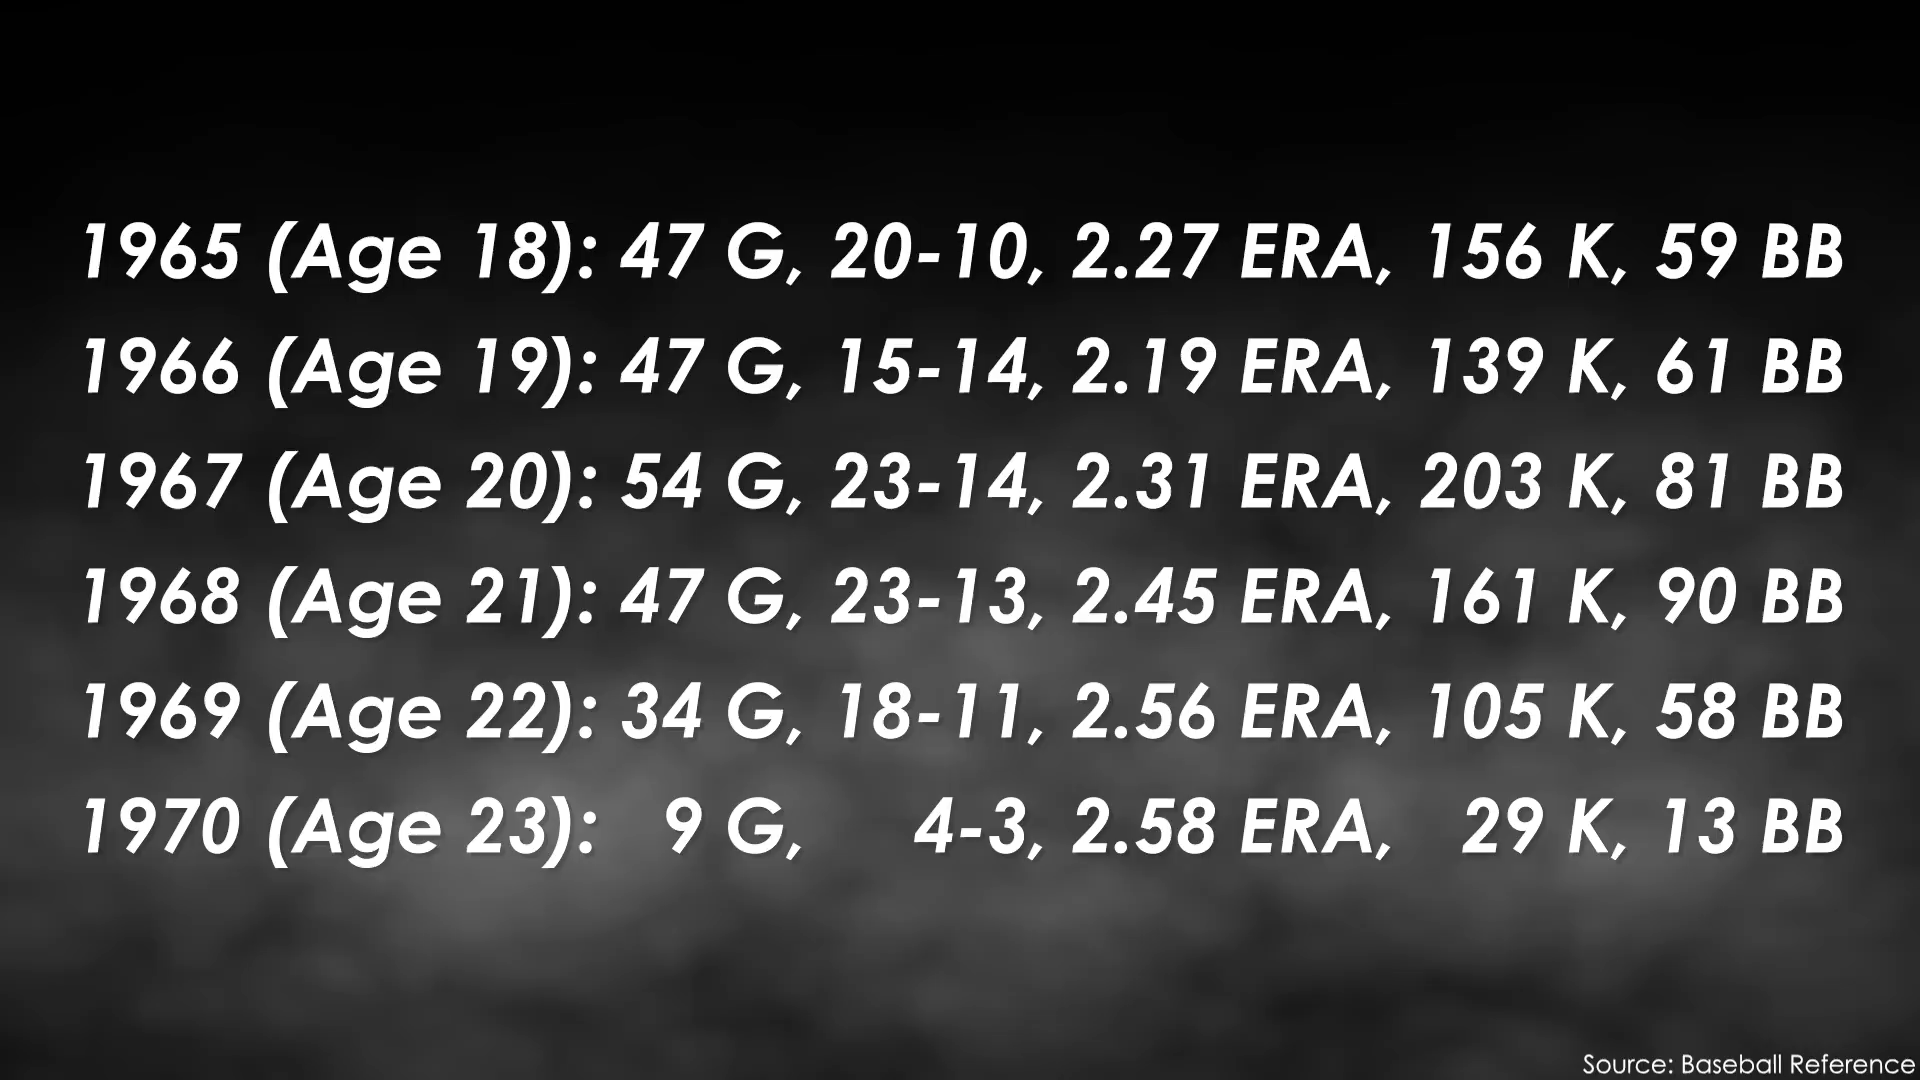 1965 (Age 18): 47 G, 20-10, 2.27 ERA, 156 K, 59 BB
1966 (Age 19): 47 G, 15-14, 2.19 ERA, 139 K, 61 BB
1967 (Age 20): 54 G, 23-14, 2.31 ERA, 203 K, 81 BB
1968 (Age 21): 47 G, 23-13, 2.45 ERA, 161 K, 90 BB
1969 (Age 22): 34 G, 18-11, 2.56 ERA, 105 K, 58 BB
1970 (Age 23): 9 G, 4-3, 2.58 ERA, 29 K, 13 BB
Source: Baseball Reference